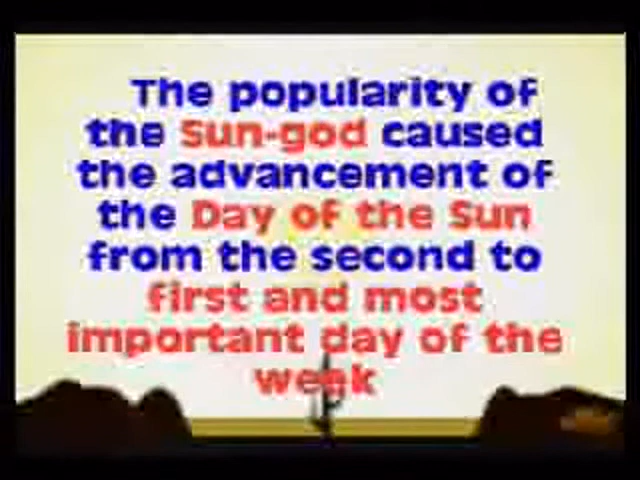 The popularity of
the Sun-god caused
the advancement of
the Day of the Sun
from the second to
first and most
important day of the
week